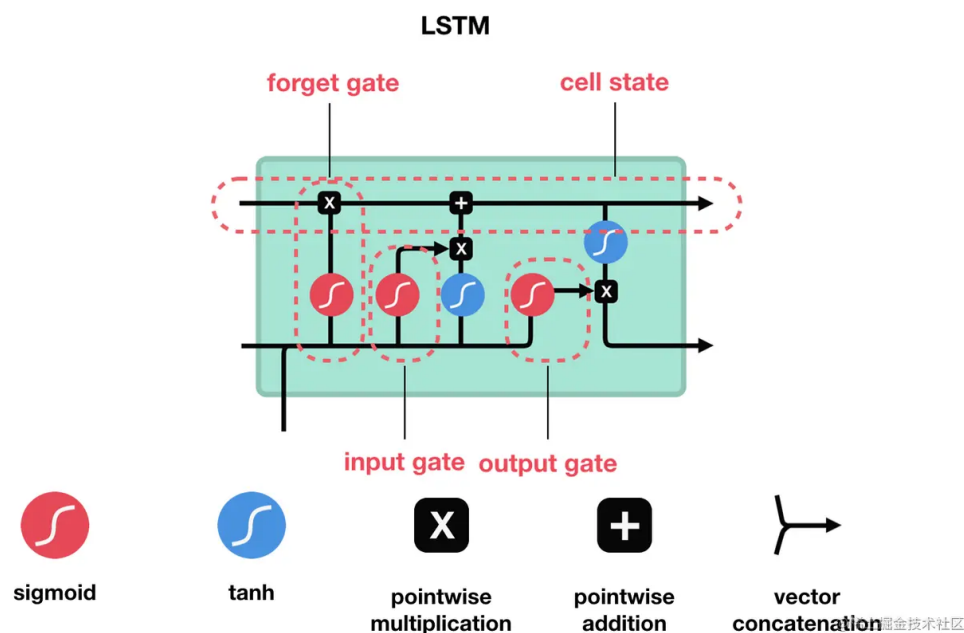 LSTM
forget gate
cell state
X
+
X
X
input gate
output gate
X
+
sigmoid
tanh
pointwise
multiplication
pointwise
addition
vector
concatenation
掘金技术社区